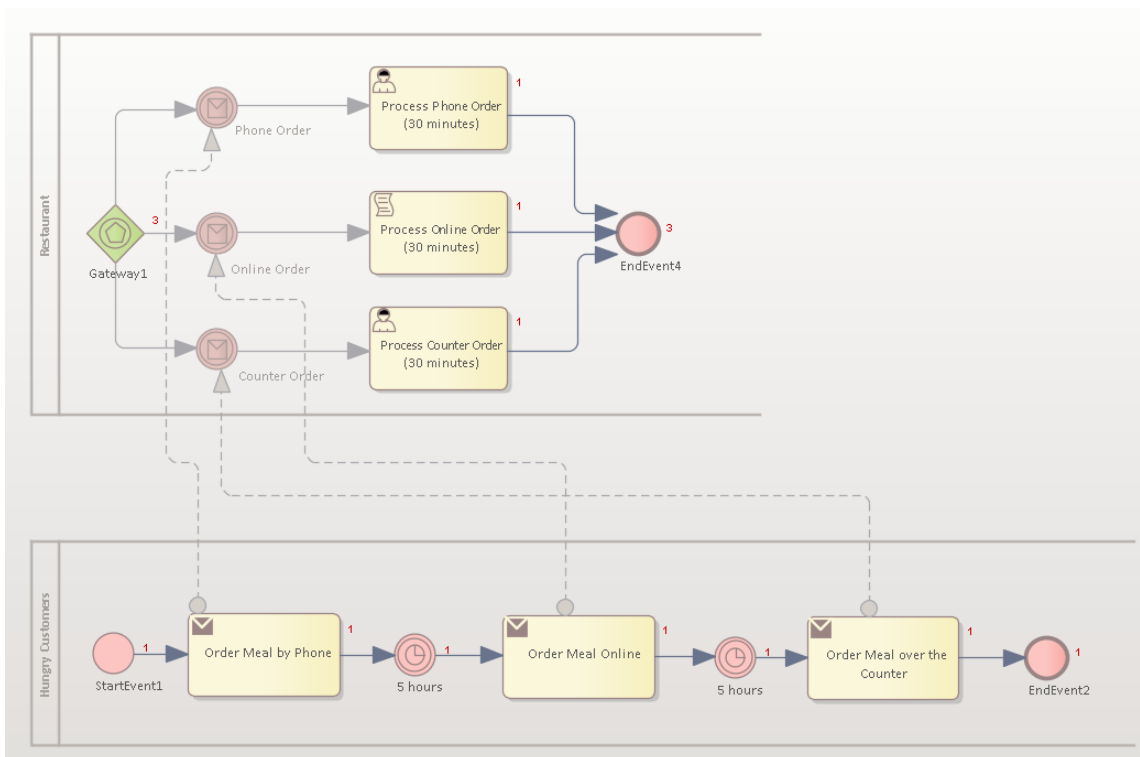 Restaurant
Gateway1
3
Phone Order
Online Order
Counter Order
Process Phone Order
(30 minutes)
1
Process Online Order
(30 minutes)
1
Process Counter Order
(30 minutes)
1
3
EndEvent4
Hungry Customers
StartEvent1
1
Order Meal by Phone
1
5 hours
1
Order Meal Online
1
5 hours
1
Order Meal over the
Counter
1
EndEvent2
1